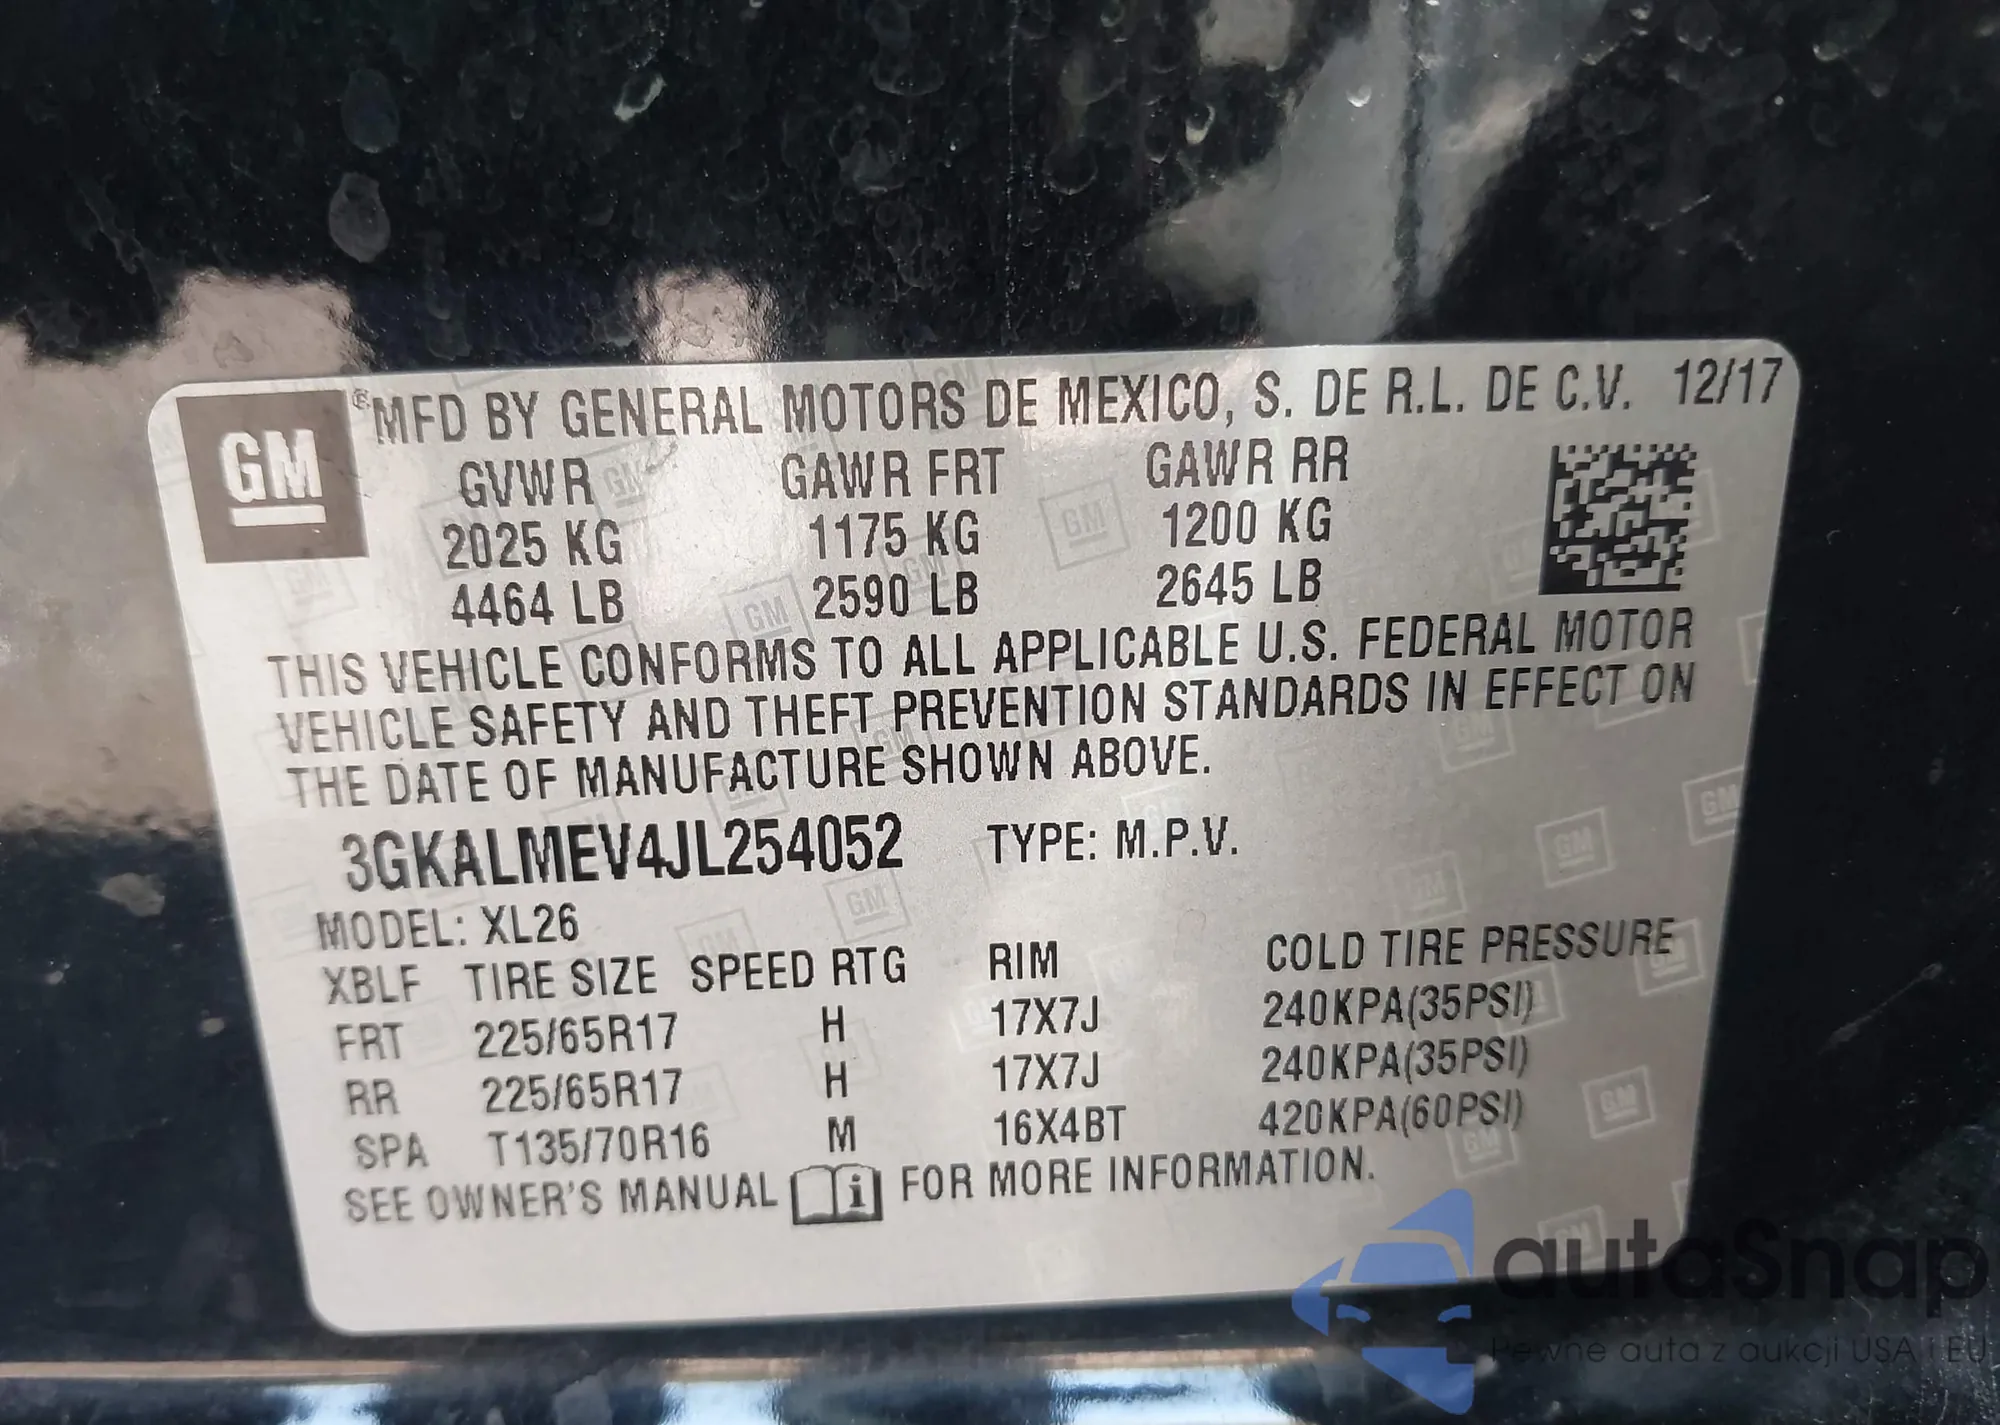 GM ® MFD BY GENERAL MOTORS DE MEXICO, S. DE R.L. DE C.V. 12/17
GVWR GAWR FRT GAWR RR
2025 KG 1175 KG 1200 KG
4464 LB 2590 LB 2645 LB
THIS VEHICLE CONFORMS TO ALL APPLICABLE U.S. FEDERAL MOTOR
VEHICLE SAFETY AND THEFT PREVENTION STANDARDS IN EFFECT ON
THE DATE OF MANUFACTURE SHOWN ABOVE.
3GKALMEV4JL254052 TYPE: M.P.V.
MODEL: XL26
XBLF TIRE SIZE SPEED RTG RIM COLD TIRE PRESSURE
FRT 225/65R17 H 17X7J 240KPA(35PSI)
RR 225/65R17 H 17X7J 240KPA(35PSI)
SPA T135/70R16 M 16X4BT 420KPA(60PSI)
SEE OWNER'S MANUAL i FOR MORE INFORMATION.
autaSnap
Pewne auta z aukcji USA i EU